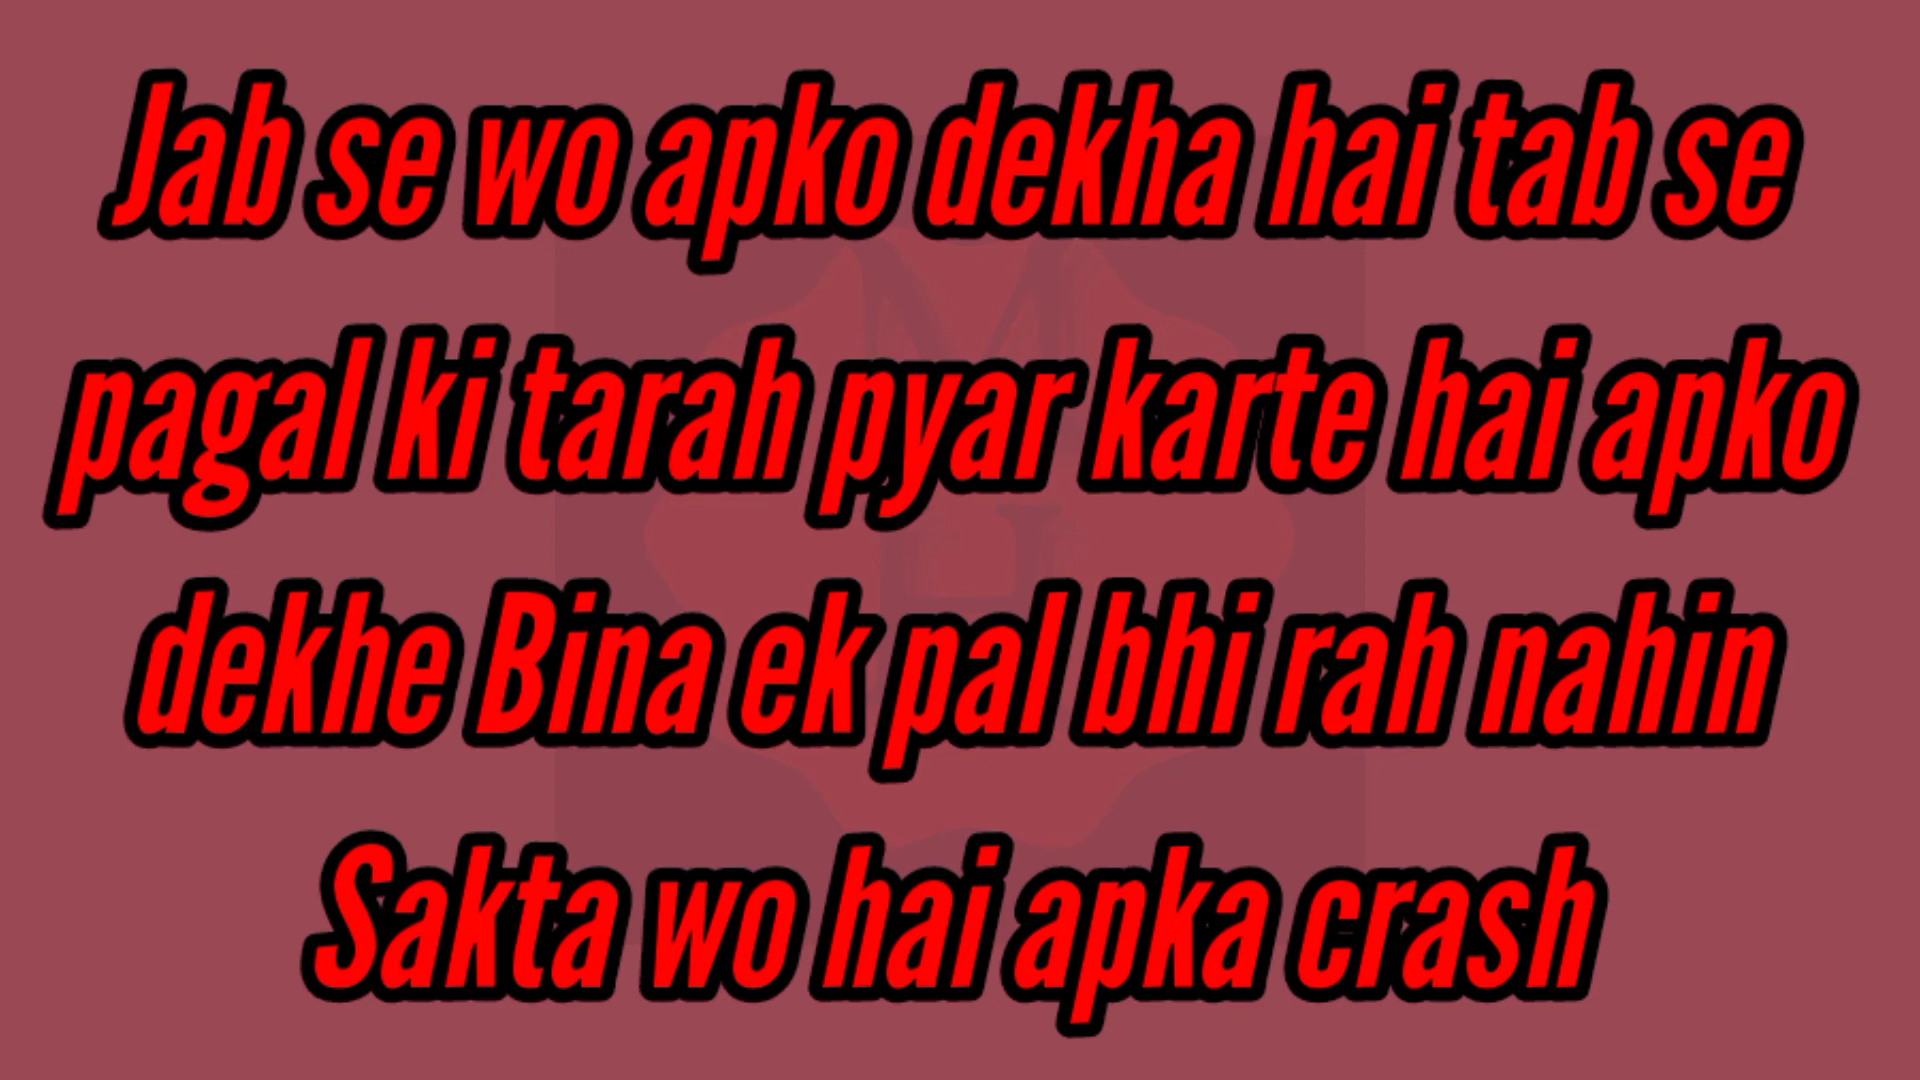 Jab se wo apko dekha hai tab se
pagal ki tarah pyar karte hai apko
dekhe Bina ek pal bhi rah nahin
Sakta wo hai apka crash